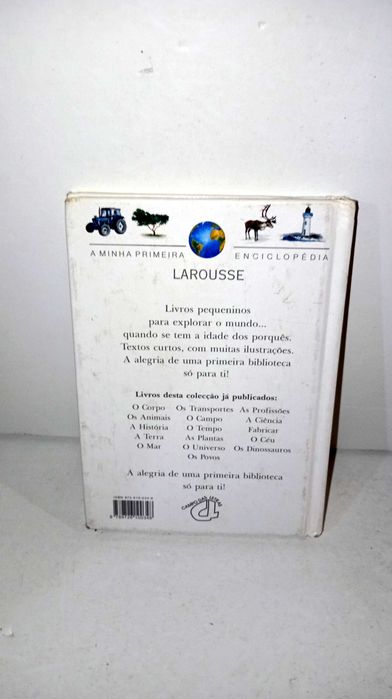 A MINHA PRIMEIRA ENCICLOPÉDIA
LAROUSSE
Livros pequeninos
para explorar o mundo...
quando se tem a idade dos porquês.
Textos curtos, com muitas ilustrações.
A alegria de uma primeira biblioteca
só para ti!
Livros desta colecção já publicados:
O Corpo Os Transportes As Profissões
Os Animais O Campo A Ciência
A História O Tempo Fabricar
A Terra As Plantas O Céu
O Mar O Universo Os Dinossauros
Os Povos
A alegria de uma primeira biblioteca
só para ti!
CAMPO DAS LETRAS